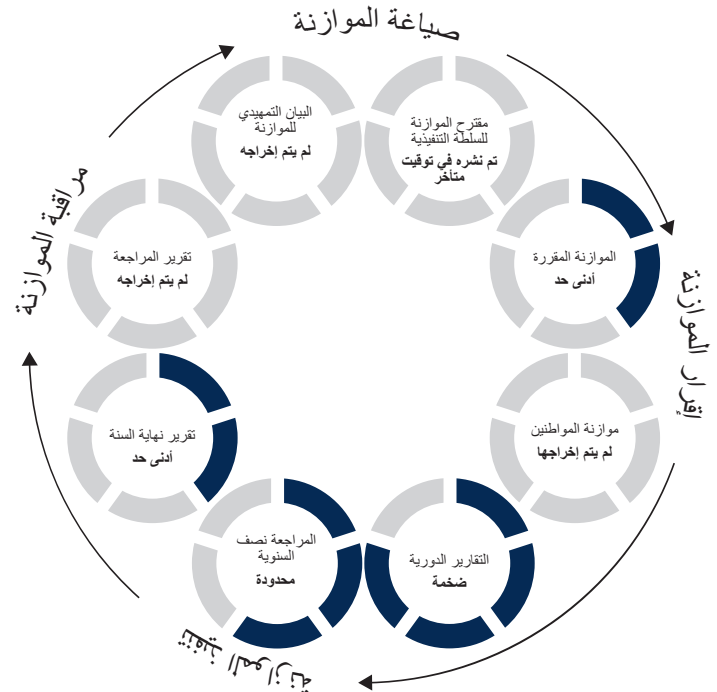 صياغة الموازنة
مقترح الموازنة
للسلطة التنفيذية
تم نشره في توقيت
متأخر
البيان التمهيدي
للموازنة
لم يتم إخراجه
الموازنة المقررة
أدنى حد
إقرار الموازنة
موازنة المواطنين
لم يتم إخراجها
التقارير الدورية
ضخمة
المراجعة نصف
السنوية
محدودة
تنفيذ الموازنة
تقرير نهاية السنة
أدنى حد
تقرير المراجعة
لم يتم إخراجه
مراقبة الموازنة